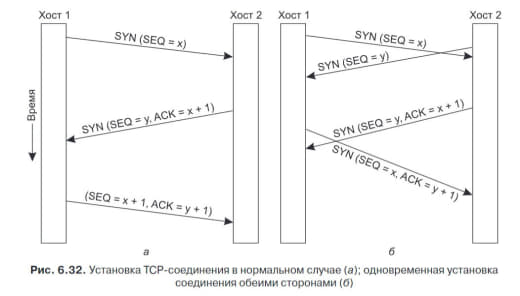 Хост 1
Хост 2
Хост 1
Хост 2
Время
SYN (SEQ = x)
SYN (SEQ = y, ACK = x + 1)
(SEQ = x + 1, ACK = y + 1)
SYN (SEQ = x)
SYN (SEQ = y)
SYN (SEQ = y, ACK = x + 1)
SYN (SEQ = x, ACK = y + 1)
а
б
Рис. 6.32. Установка TCP-соединения в нормальном случае (а); одновременная установка
соединения обеими сторонами (б)